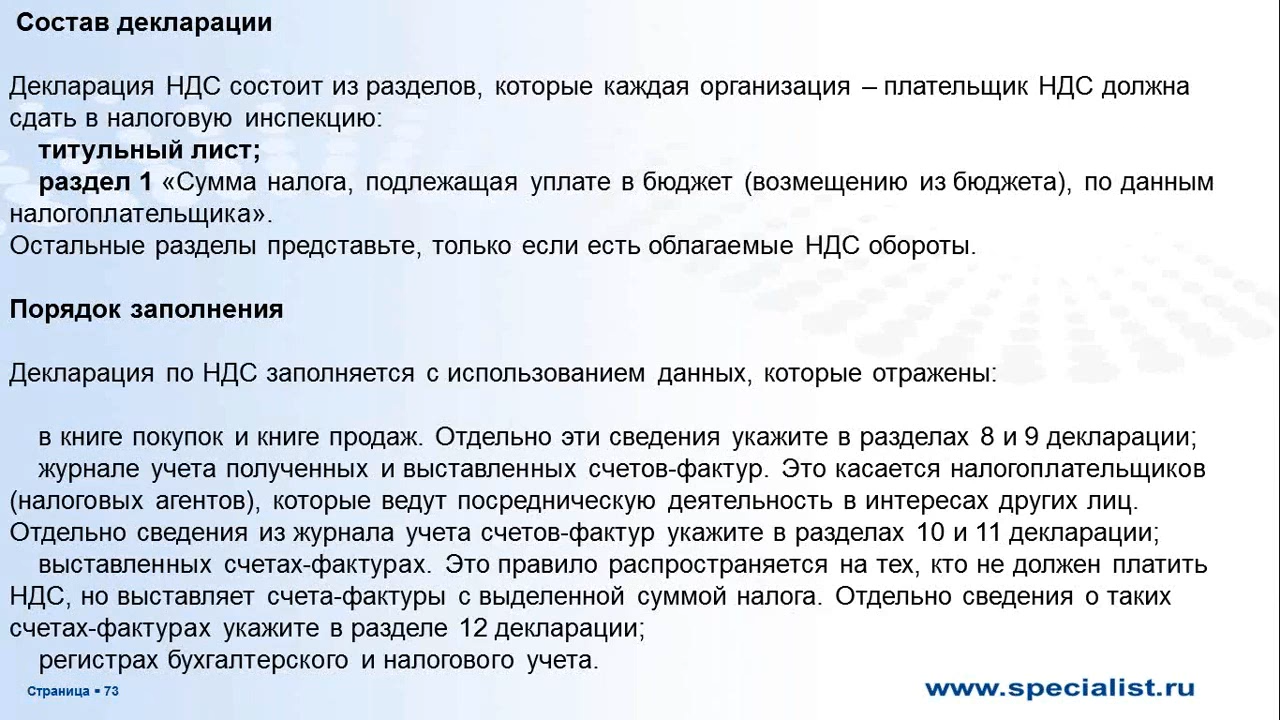 Состав декларации
Декларация НДС состоит из разделов, которые каждая организация – плательщик НДС должна
сдать в налоговую инспекцию:
титульный лист;
раздел 1 «Сумма налога, подлежащая уплате в бюджет (возмещению из бюджета), по данным
налогоплательщика».
Остальные разделы представьте, только если есть облагаемые НДС обороты.
Порядок заполнения
Декларация по НДС заполняется с использованием данных, которые отражены:
в книге покупок и книге продаж. Отдельно эти сведения укажите в разделах 8 и 9 декларации;
журнале учета полученных и выставленных счетов-фактур. Это касается налогоплательщиков
(налоговых агентов), которые ведут посредническую деятельность в интересах других лиц.
Отдельно сведения из журнала учета счетов-фактур укажите в разделах 10 и 11 декларации;
выставленных счетах-фактурах. Это правило распространяется на тех, кто не должен платить
НДС, но выставляет счета-фактуры с выделенной суммой налога. Отдельно сведения о таких
счетах-фактурах укажите в разделе 12 декларации;
регистрах бухгалтерского и налогового учета.
Страница ▪ 73
www.specialist.ru